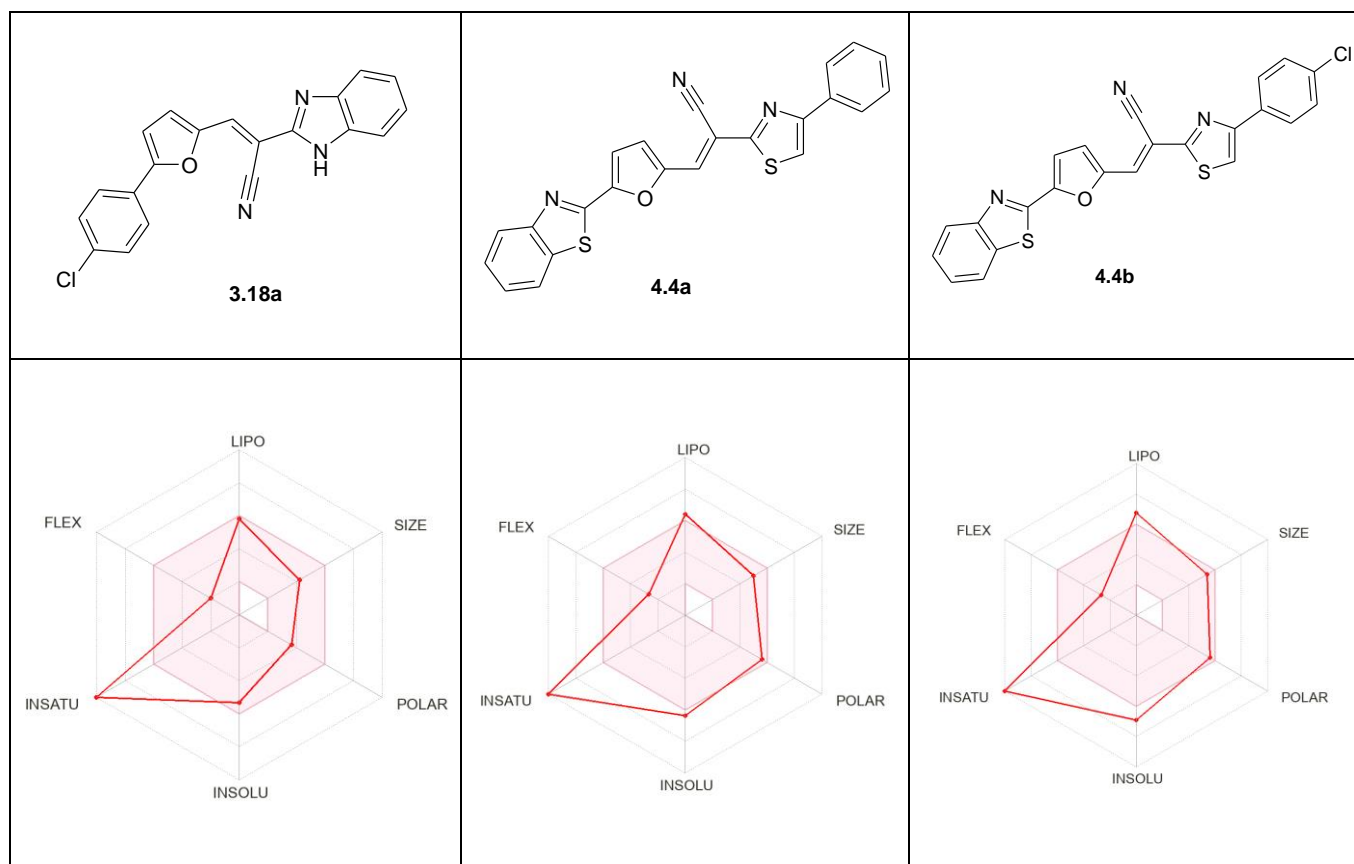 N
N
H
O
N
Cl
3.18a
N
N
S
O
N
S
4.4a
Cl
N
N
S
O
N
S
4.4b
LIPO
FLEX
SIZE
INSATU
POLAR
INSOLU
LIPO
FLEX
SIZE
INSATU
POLAR
INSOLU
LIPO
FLEX
SIZE
INSATU
POLAR
INSOLU